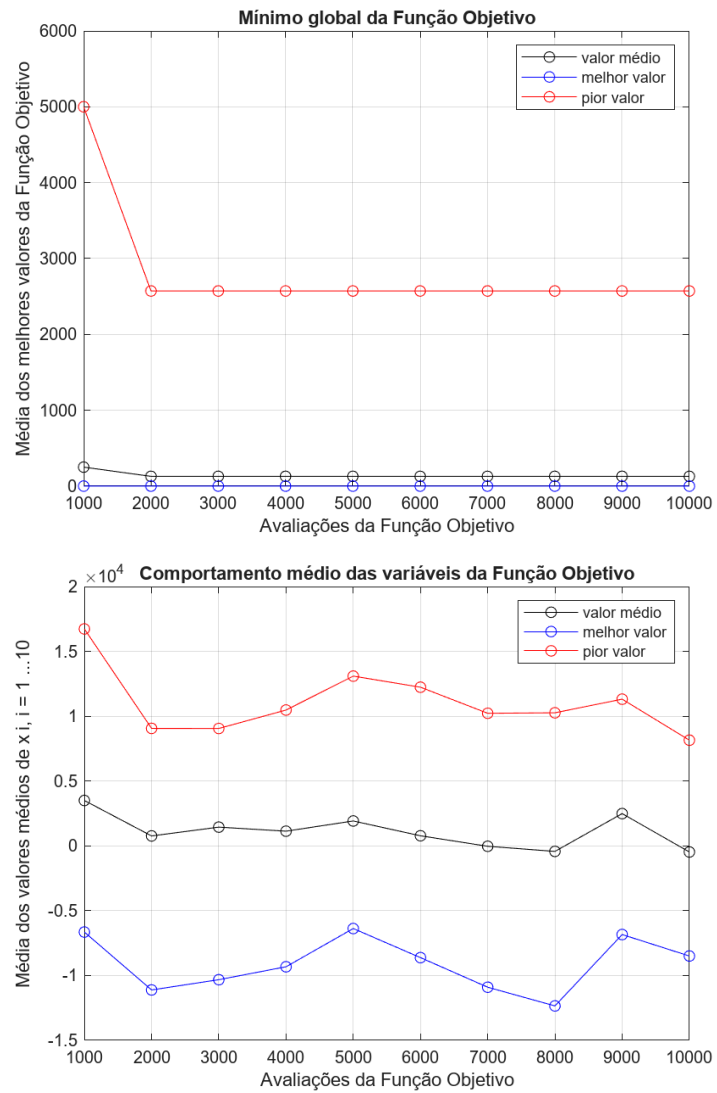 Mínimo global da Função Objetivo
6000
5000
4000
3000
2000
1000
0
Média dos melhores valores da Função Objetivo
valor médio
melhor valor
pior valor
1000 2000 3000 4000 5000 6000 7000 8000 9000 10000
Avaliações da Função Objetivo
×10^4
Comportamento médio das variáveis da Função Objetivo
2
1.5
1
0.5
0
-0.5
-1
-1.5
Média dos valores médios de x i, i = 1 ...10
valor médio
melhor valor
pior valor
1000 2000 3000 4000 5000 6000 7000 8000 9000 10000
Avaliações da Função Objetivo